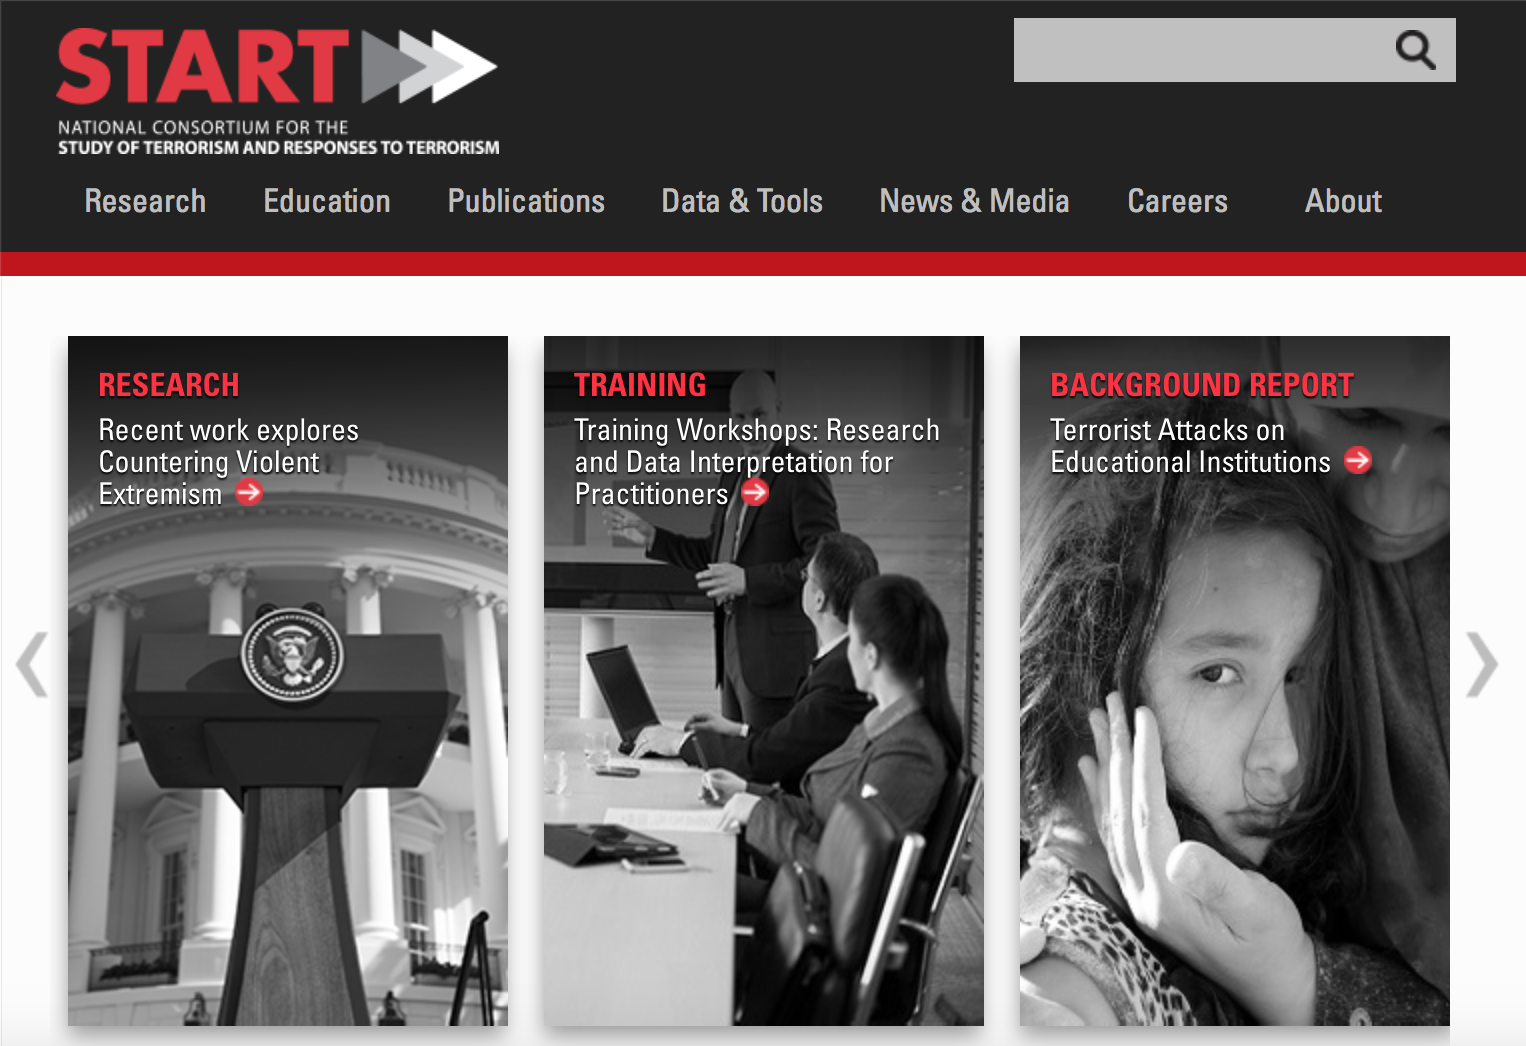 START
NATIONAL CONSORTIUM FOR THE
STUDY OF TERRORISM AND RESPONSES TO TERRORISM
Research Education Publications Data & Tools News & Media Careers About
RESEARCH
Recent work explores
Countering Violent
Extremism
TRAINING
Training Workshops: Research
and Data Interpretation for
Practitioners
BACKGROUND REPORT
Terrorist Attacks on
Educational Institutions